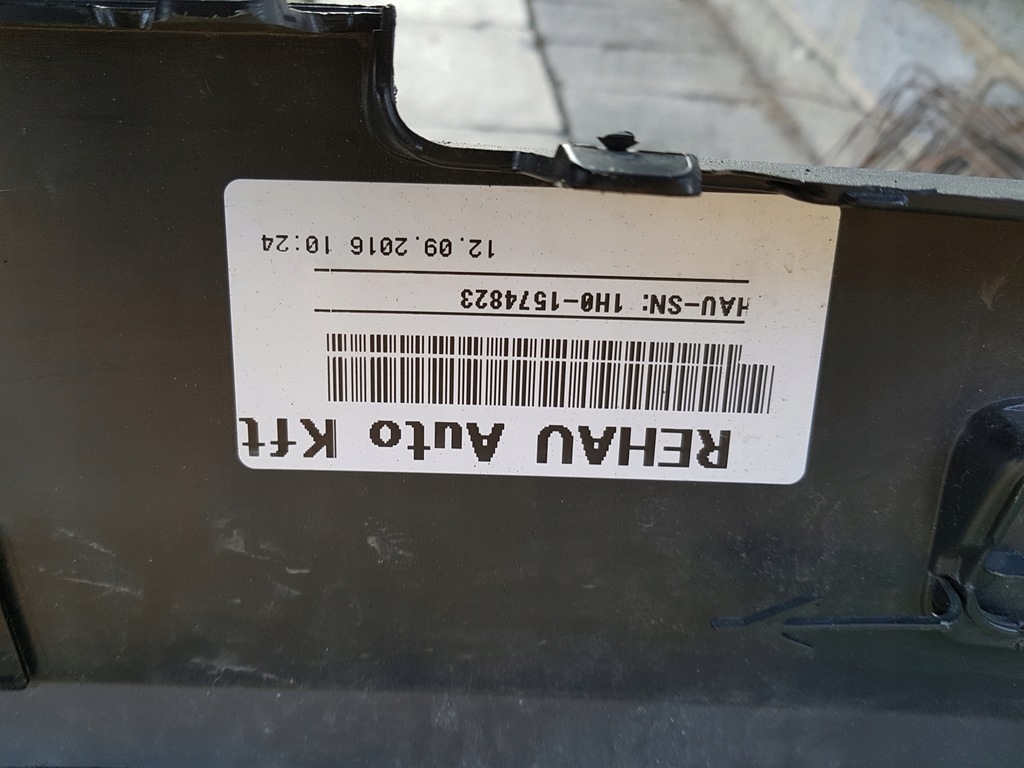 REHAU Auto Kft
HAU-SN: 1H0-1574823
12.09.2016 10:24